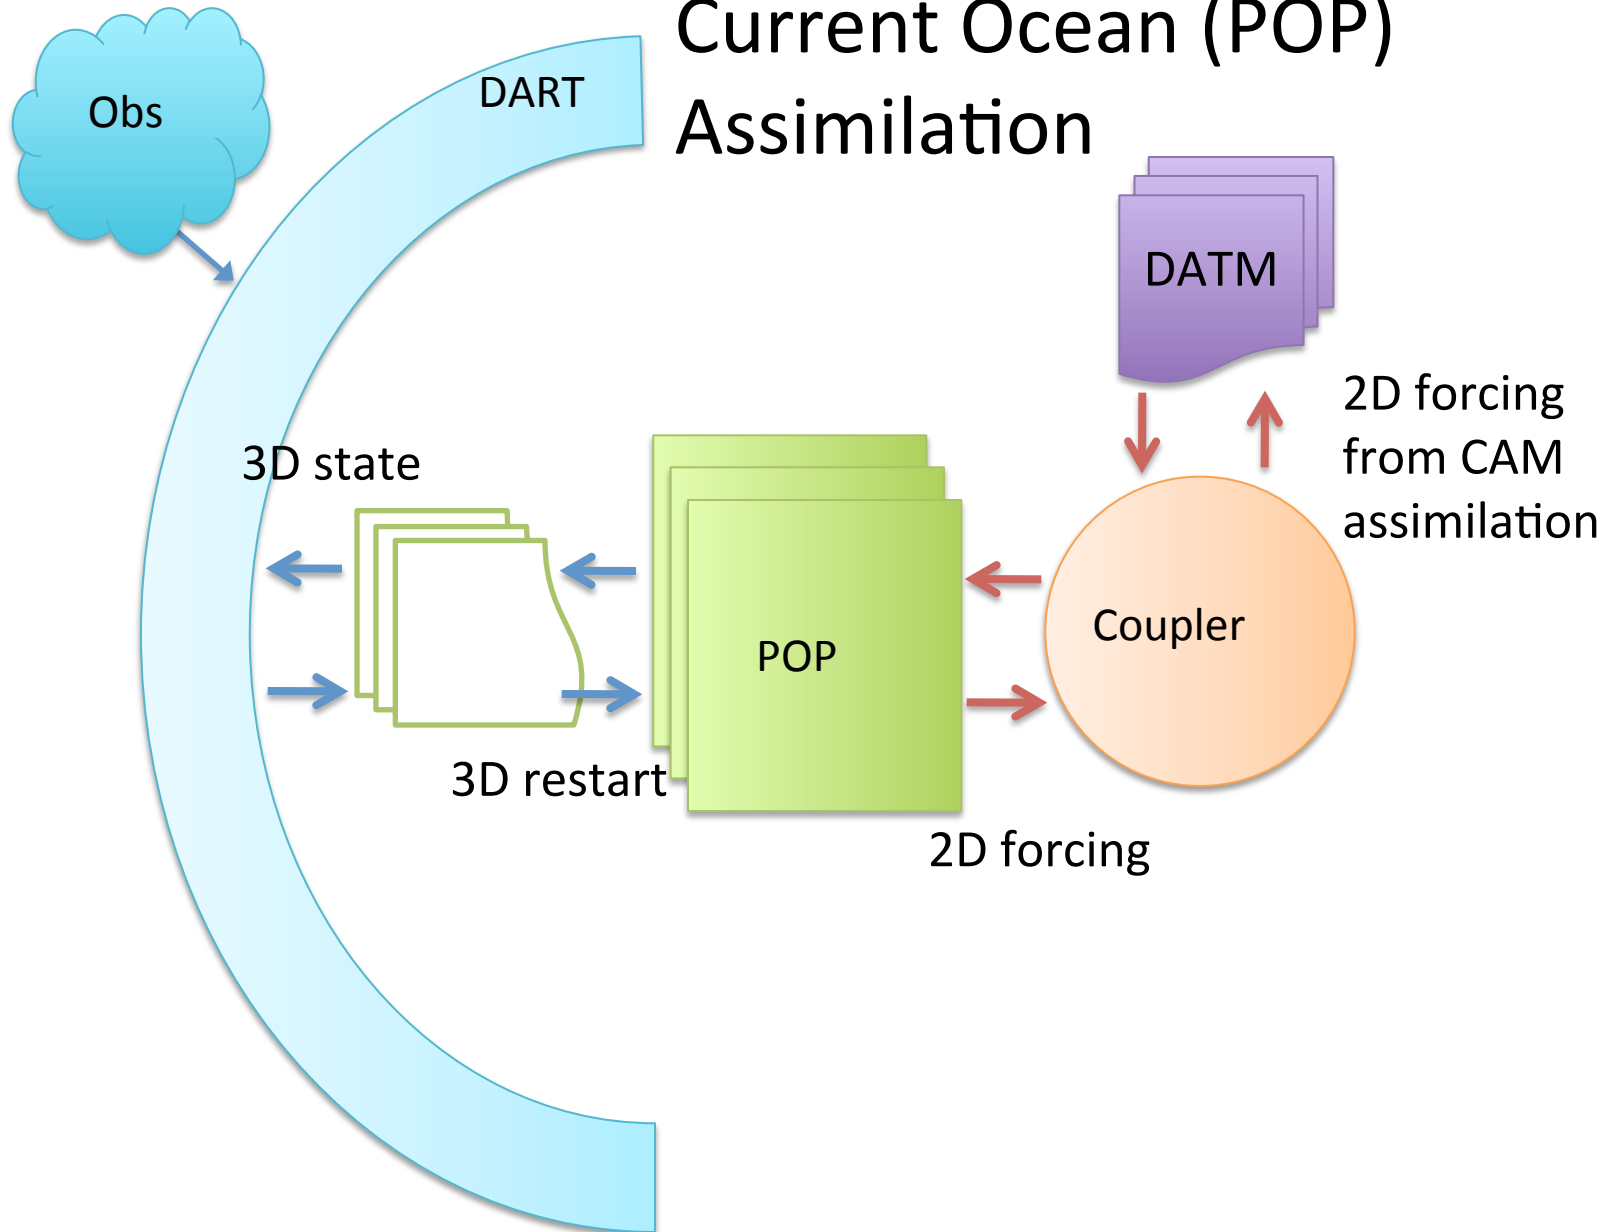 Current Ocean (POP)
Assimilation
DART
Obs
DATM
2D forcing
from CAM
assimilation
3D state
Coupler
POP
3D restart
2D forcing